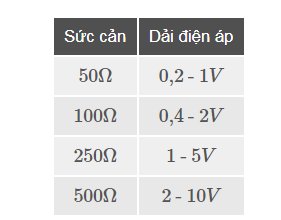 Sức cản Dải điện áp
50Ω 0,2 - 1V
100Ω 0,4 - 2V
250Ω 1 - 5V
500Ω 2 - 10V